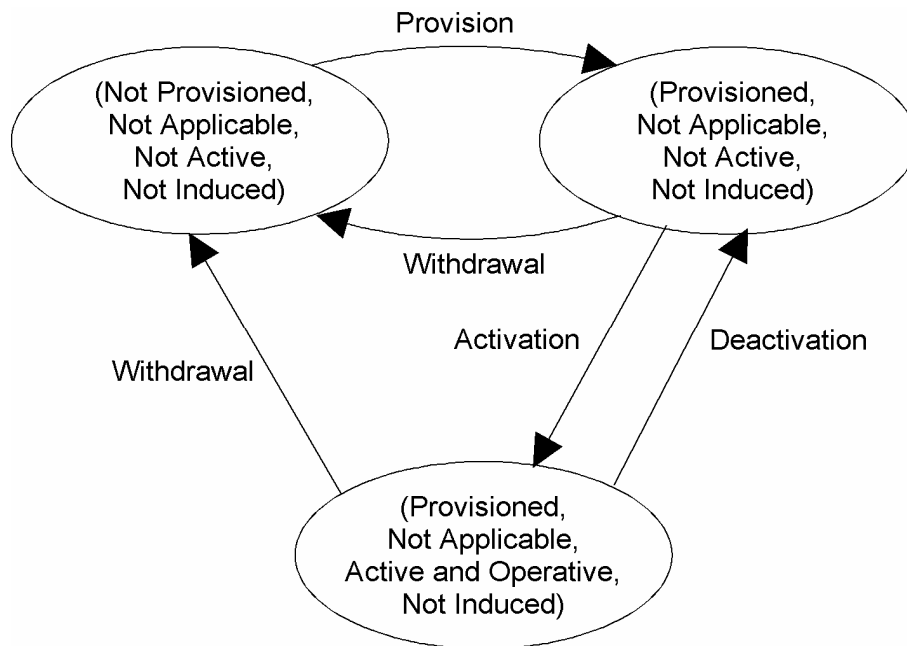 Provision
(Not Provisioned,
Not Applicable,
Not Active,
Not Induced)
(Provisioned,
Not Applicable,
Not Active,
Not Induced)
Withdrawal
Activation
Deactivation
Withdrawal
(Provisioned,
Not Applicable,
Active and Operative,
Not Induced)